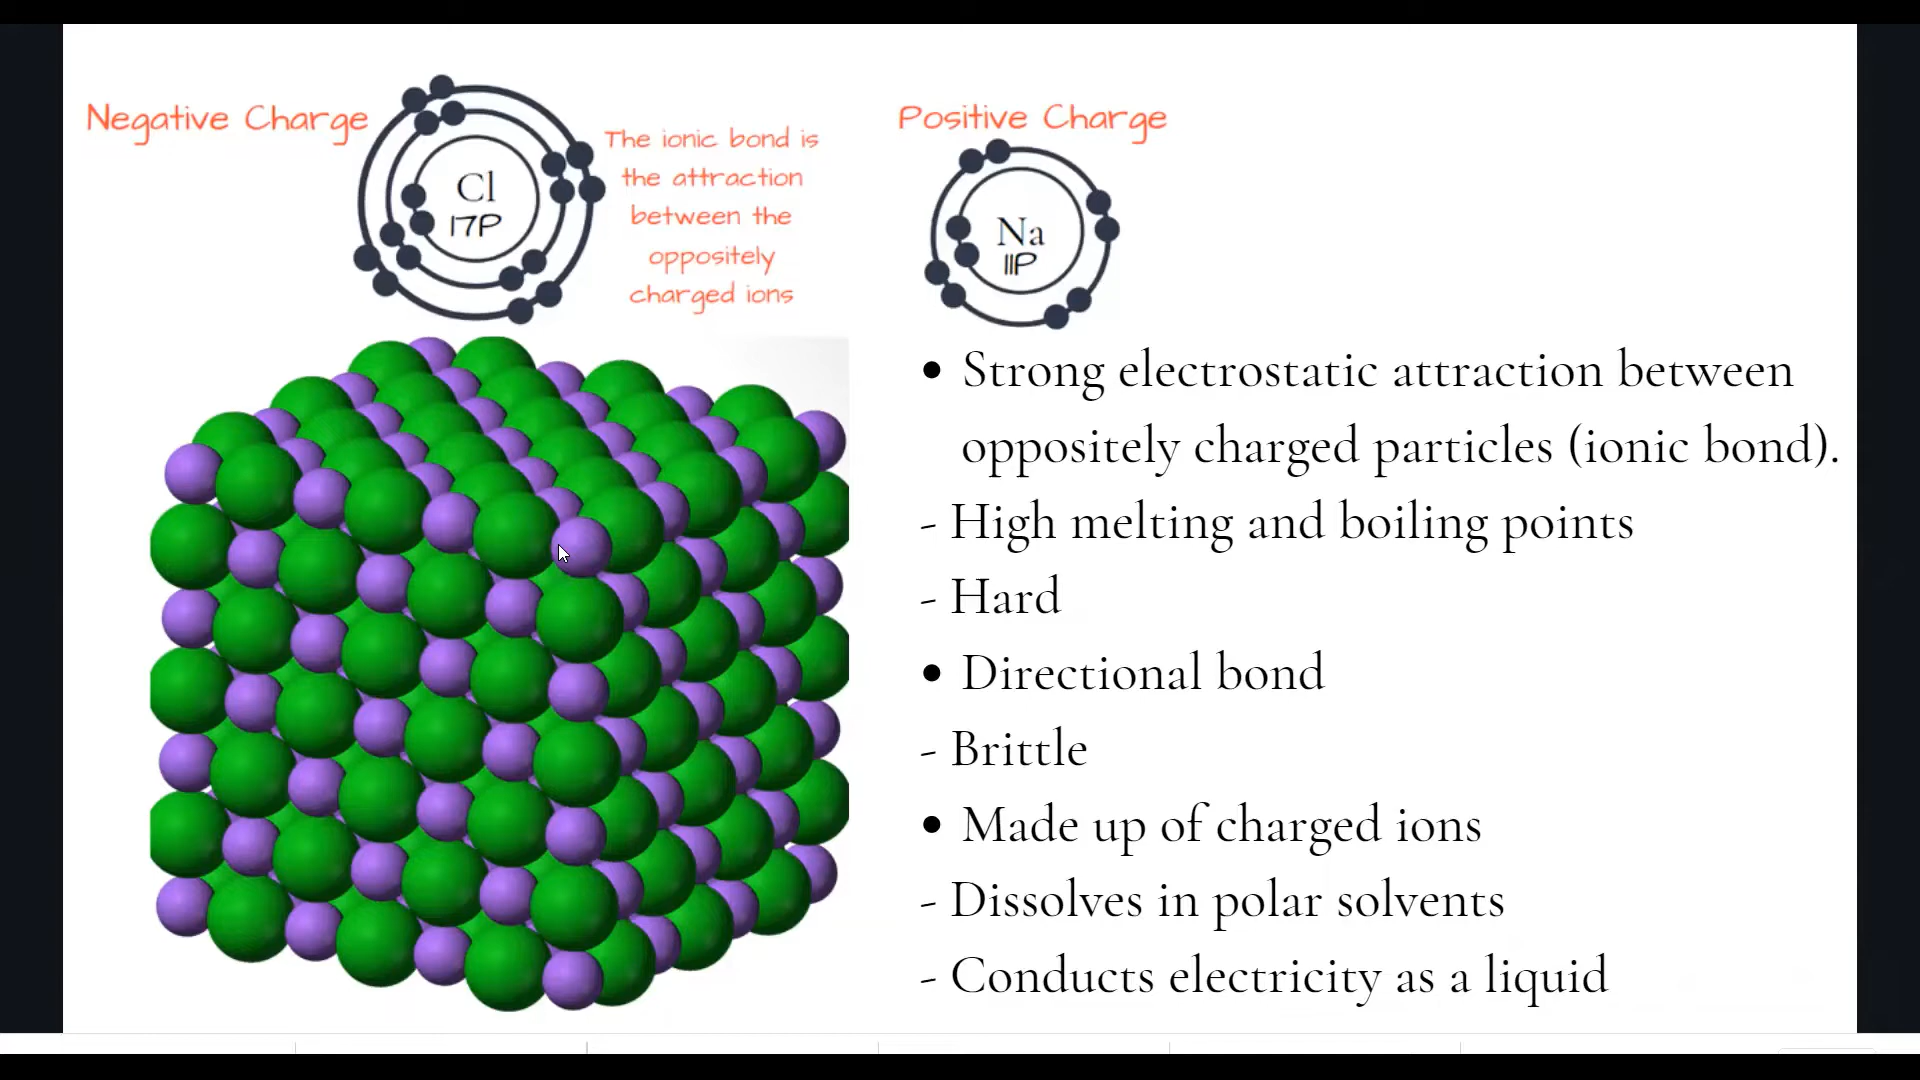 Negative Charge
Cl
17P
The ionic bond is
the attraction
between the
oppositely
charged ions
Positive Charge
Na
11P
• Strong electrostatic attraction between
oppositely charged particles (ionic bond).
- High melting and boiling points
- Hard
• Directional bond
- Brittle
• Made up of charged ions
- Dissolves in polar solvents
- Conducts electricity as a liquid